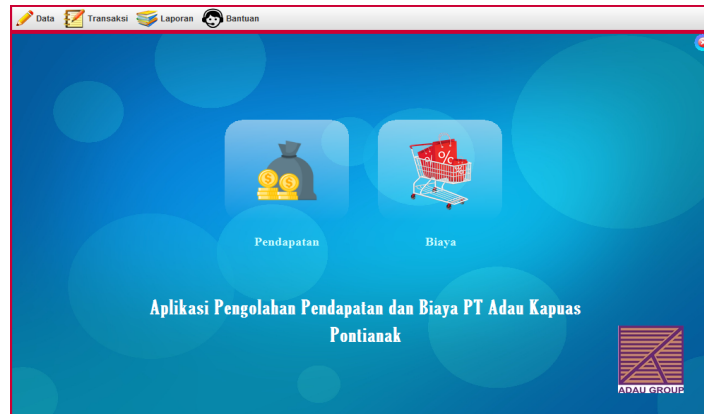 Data Transaksi Laporan Bantuan
Pendapatan Biaya
Aplikasi Pengolahan Pendapatan dan Biaya PT Adau Kapuas
Pontianak
ADAU GROUP